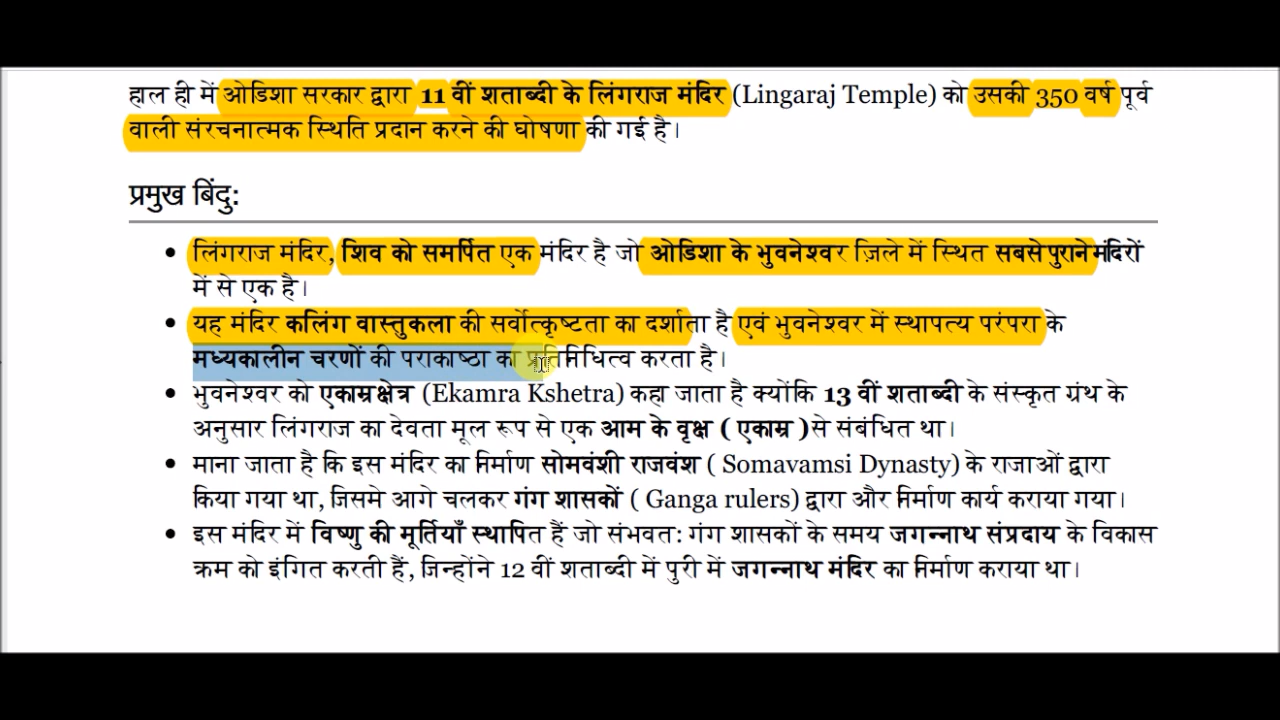 हाल ही में ओडिशा सरकार द्वारा 11 वीं शताब्दी के लिंगराज मंदिर (Lingaraj Temple) को उसकी 350 वर्ष पूर्व
वाली संरचनात्मक स्थिति प्रदान करने की घोषणा की गई है।
प्रमुख बिंदु:
• लिंगराज मंदिर, शिव को समर्पित एक मंदिर है जो ओडिशा के भुवनेश्वर ज़िले में स्थित सबसे पुराने मंदिरों
में से एक है।
• यह मंदिर कलिंग वास्तुकला की सर्वोत्कृष्टता का दर्शाता है एवं भुवनेश्वर में स्थापत्य परंपरा के
मध्यकालीन चरणों की पराकाष्ठा का प्रतिनिधित्व करता है।
• भुवनेश्वर को एकाम्रक्षेत्र (Ekamra Kshetra) कहा जाता है क्योंकि 13 वीं शताब्दी के संस्कृत ग्रंथ के
अनुसार लिंगराज का देवता मूल रूप से एक आम के वृक्ष ( एकाम्र )से संबंधित था।
• माना जाता है कि इस मंदिर का निर्माण सोमवंशी राजवंश ( Somavamsi Dynasty) के राजाओं द्वारा
किया गया था, जिसमे आगे चलकर गंग शासकों ( Ganga rulers) द्वारा और निर्माण कार्य कराया गया।
• इस मंदिर में विष्णु की मूर्तियाँ स्थापित हैं जो संभवत: गंग शासकों के समय जगन्नाथ संप्रदाय के विकास
क्रम को इंगित करती हैं, जिन्होंने 12 वीं शताब्दी में पुरी में जगन्नाथ मंदिर का निर्माण कराया था।